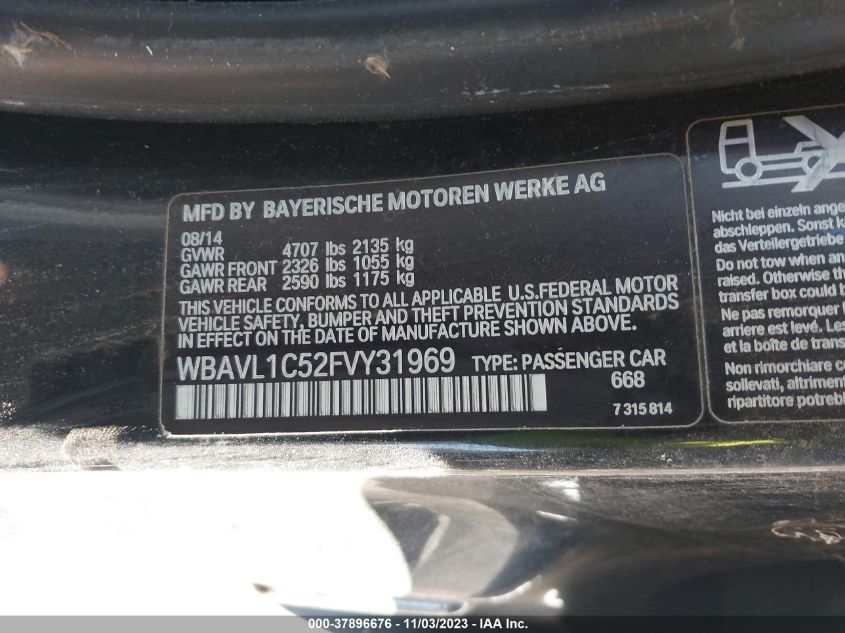 MFD BY BAYERISCHE MOTOREN WERKE AG
08/14
GVWR 4707 lbs 2135 kg
GAWR FRONT 2326 lbs 1055 kg
GAWR REAR 2590 lbs 1175 kg
THIS VEHICLE CONFORMS TO ALL APPLICABLE U.S.FEDERAL MOTOR
VEHICLE SAFETY, BUMPER AND THEFT PREVENTION STANDARDS
IN EFFECT ON THE DATE OF MANUFACTURE SHOWN ABOVE.
WBAVL1C52FVY31969 TYPE: PASSENGER CAR
668
7 315 814
Nicht bei einzeln ange
abschleppen. Sonst k
das Verteilergetriebe
Do not tow when an
raised. Otherwise th
transfer box could b
Ne pas remorquer l
arriere est levé. Les
et la boîte de trans
Non rimorchiare c
sollevati, altriment
ripartitore potreb
000-37896676 - 11/03/2023 - IAA Inc.